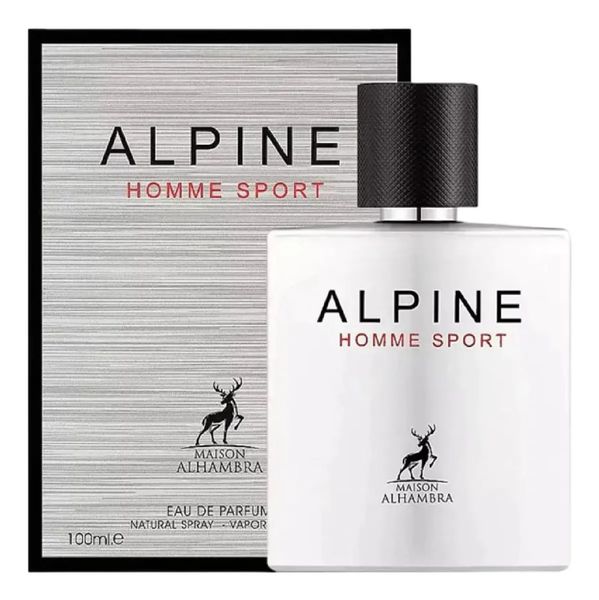 ALPINE
HOMME SPORT
MAISON
ALHAMBRA
EAU DE PARFUM
NATURAL SPRAY - VAPOR
100ml.e
ALPINE
HOMME SPORT
MAISON
ALHAMBRA